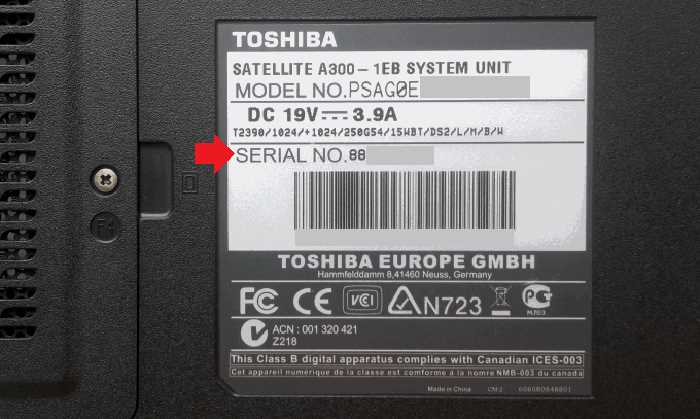 TOSHIBA
SATELLITE A300-1EB SYSTEM UNIT
MODEL NO.PSAG0E
DC 19V 3.9A
T2390/1024/+1024/250G54/15WBT/DS2/L/M/B/W
SERIAL NO.88
TOSHIBA EUROPE GMBH
Hammfelddamm 8,41460 Neuss, Germany
FC CE VCI N723
ACN : 001 320 421
Z218
This Class B digital apparatus complies with Canadian ICES-003
Cet appareil numérique de la classe est conforme à la norme NMB-003 du canada
Made in China